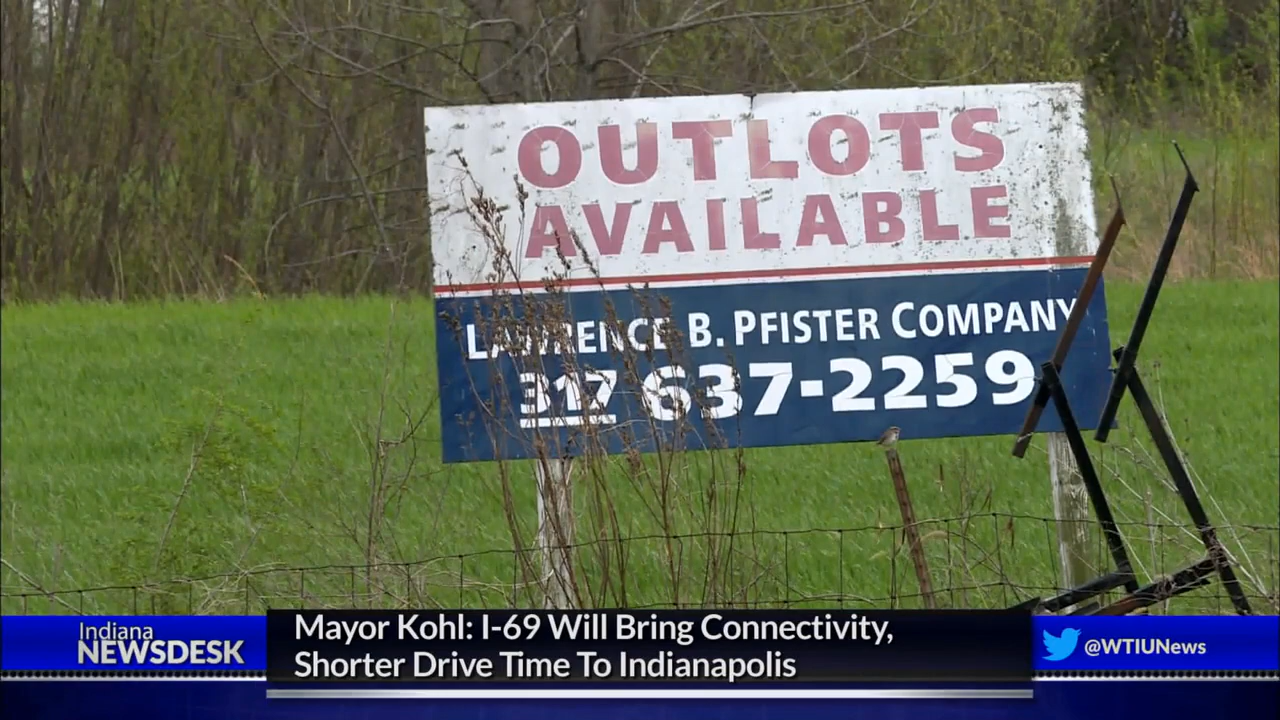 OUTLOTS
AVAILABLE
LAWRENCE B. PFISTER COMPANY
317 637-2259
Indiana
NEWSDESK
Mayor Kohl: I-69 Will Bring Connectivity,
Shorter Drive Time To Indianapolis
@WTIUNews